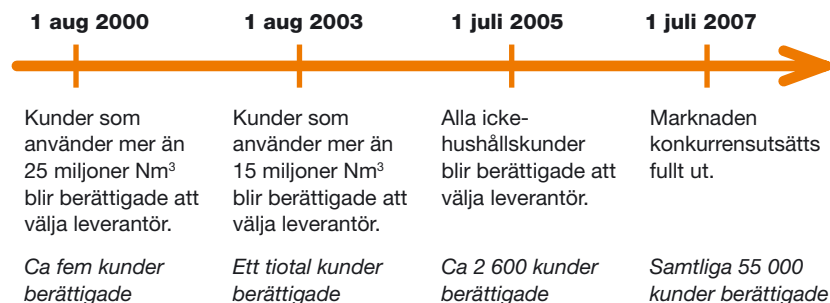 1 aug 2000
Kunder som
använder mer än
25 miljoner Nm³
blir berättigade att
välja leverantör.
Ca fem kunder
berättigade
1 aug 2003
Kunder som
använder mer än
15 miljoner Nm³
blir berättigade att
välja leverantör.
Ett tiotal kunder
berättigade
1 juli 2005
Alla icke-
hushållskunder
blir berättigade att
välja leverantör.
Ca 2 600 kunder
berättigade
1 juli 2007
Marknaden
konkurrensutsätts
fullt ut.
Samtliga 55 000
kunder berättigade